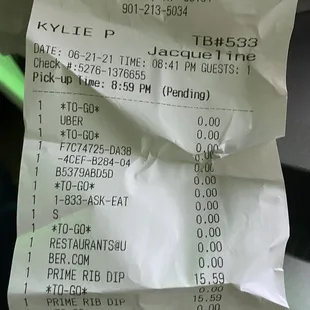 901-213-5034
KYLIE P TB#533
Jacqueline
DATE: 06-21-21 TIME: 08:41 PM GUESTS: 1
Check #:5276-1376655
Pick-up Time: 8:59 PM (Pending)
1 *TO-GO* 0.00
1 UBER 0.00
1 *TO-GO* 0.00
1 F7C74725-DA38 0.00
1 -4CEF-B284-04 0.00
1 B5379ABD5D 0.00
1 *TO-GO* 0.00
1 1-833-ASK-EAT 0.00
1 S 0.00
1 *TO-GO* 0.00
1 RESTAURANTS@U 0.00
1 BER.COM 0.00
1 PRIME RIB DIP 15.59
1 *TO-GO* 0.00
1 PRIME RIB DIP 15.59